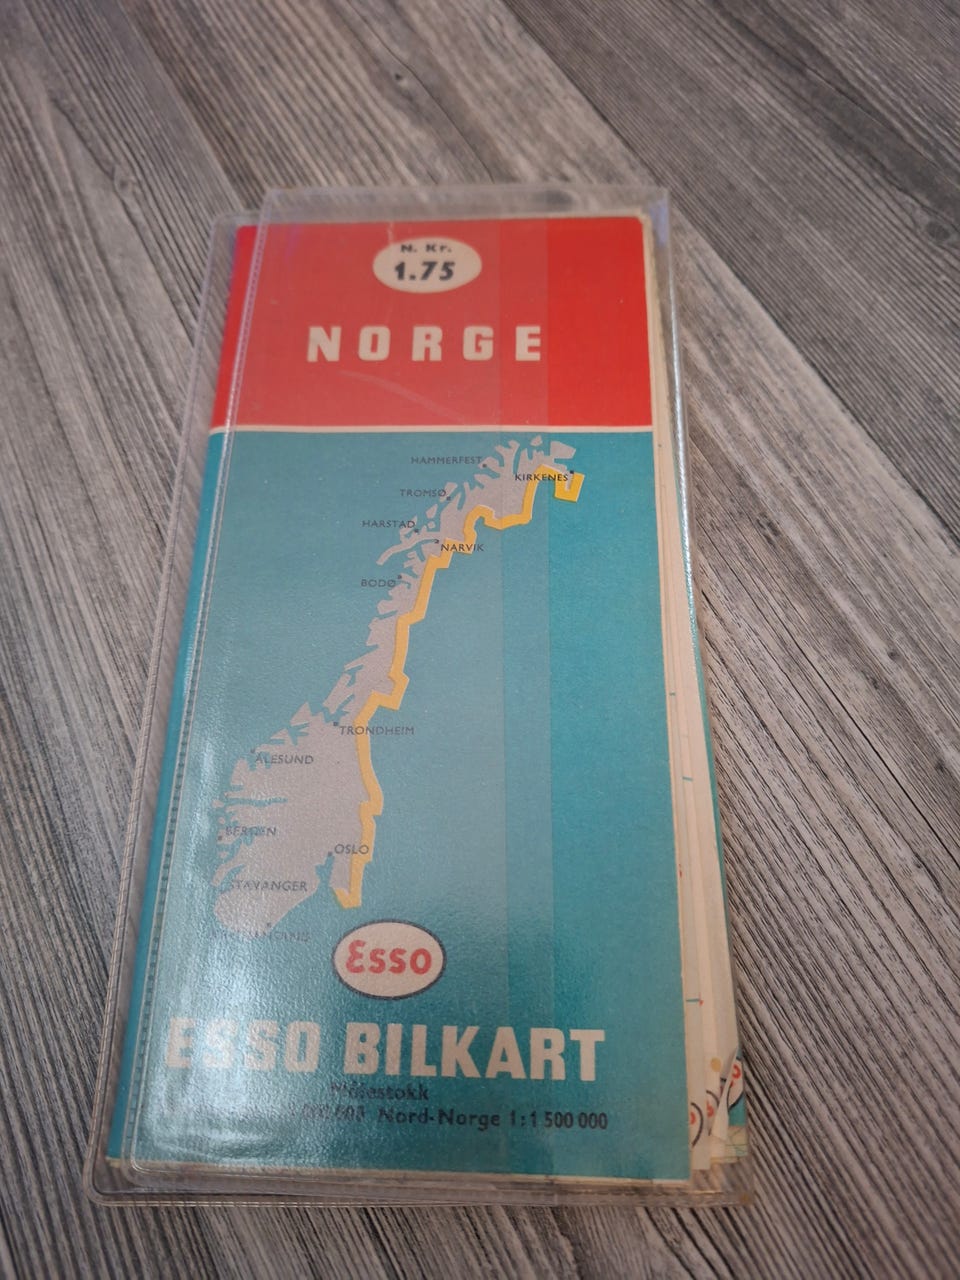 N. Kr.
1.75
NORGE
HAMMERFEST
KIRKENES
TROMSØ
HARSTAD
NARVIK
BODØ
TRONDHEIM
ÅLESUND
BERGEN
OSLO
STAVANGER
Esso
ESSO BILKART
Målestokk
Nord-Norge 1:1 500 000